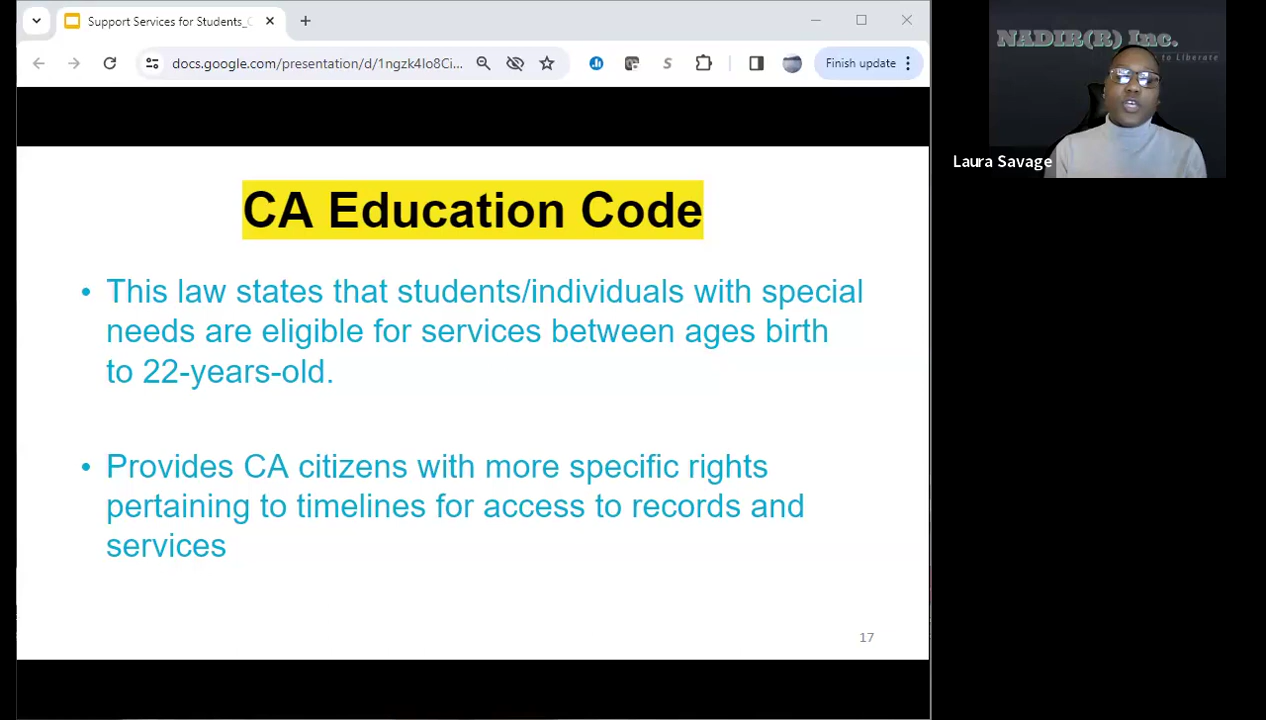 Support Services for Students_
docs.google.com/presentation/d/1ngzk4lo8Ci...
Finish update
NADIR(R) Inc.
to Liberate
Laura Savage
CA Education Code
• This law states that students/individuals with special
needs are eligible for services between ages birth
to 22-years-old.
• Provides CA citizens with more specific rights
pertaining to timelines for access to records and
services
17